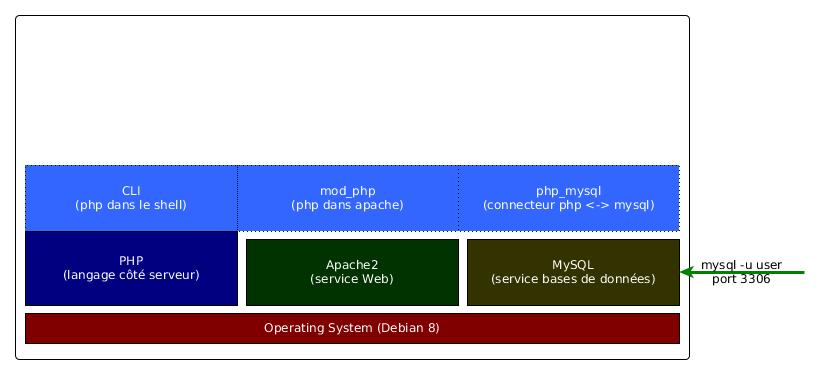 CLI
(php dans le shell)
mod_php
(php dans apache)
php_mysql
(connecteur php <-> mysql)
PHP
(langage côté serveur)
Apache2
(service Web)
MySQL
(service bases de données)
mysql -u user
port 3306
Operating System (Debian 8)